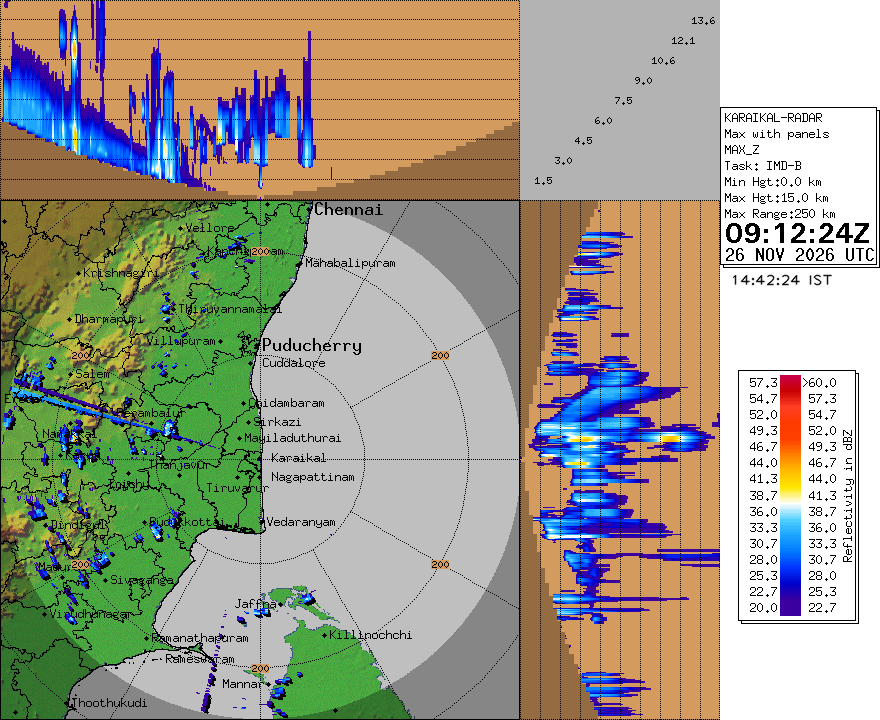 13.6
12.1
10.6
9.0
7.5
6.0
4.5
3.0
1.5
KARAIKAL-RADAR
Max with panels
MAX_Z
Task: IMD-B
Min Hgt:0.0 km
Max Hgt:15.0 km
Max Range:250 km
09:12:24Z
26 NOV 2026 UTC
14:42:24 IST
Chennai
Vellore
200
Mahabalipuram
Krishnagiri
Thiruvannamalai
Dharmapuri
Villupuram
Puducherry
200
200
Cuddalore
Salem
Chidambaram
Perambalur
Sirkazi
Mayiladuthurai
Karaikal
Thanjavur
Nagapattinam
Tiruvarur
Pudukkottai
Vedaranyam
Dindigul
200
200
Sivaganga
Jaffna
Virudhunagar
Ramanathapuram
Killinochchi
Rameswaram
200
Mannar
Thoothukudi
57.3 >60.0
54.7 57.3
52.0 54.7
49.3 52.0
46.7 49.3
44.0 46.7
41.3 44.0
38.7 41.3
36.0 38.7
33.3 36.0
30.7 33.3
28.0 30.7
25.3 28.0
22.7 25.3
20.0 22.7
Reflectivity in dBZ